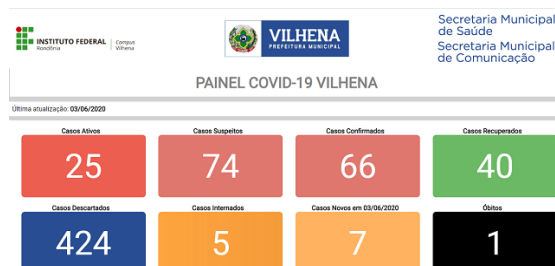 INSTITUTO FEDERAL
Rondônia
Campus
Vilhena
VILHENA
PREFEITURA MUNICIPAL
Secretaria Municipal
de Saúde
Secretaria Municipal
de Comunicação
PAINEL COVID-19 VILHENA
Última atualização: 03/06/2020
Casos Ativos
25
Casos Suspeitos
74
Casos Confirmados
66
Casos Recuperados
40
Casos Descartados
424
Casos Internados
5
Casos Novos em 03/06/2020
7
Óbitos
1